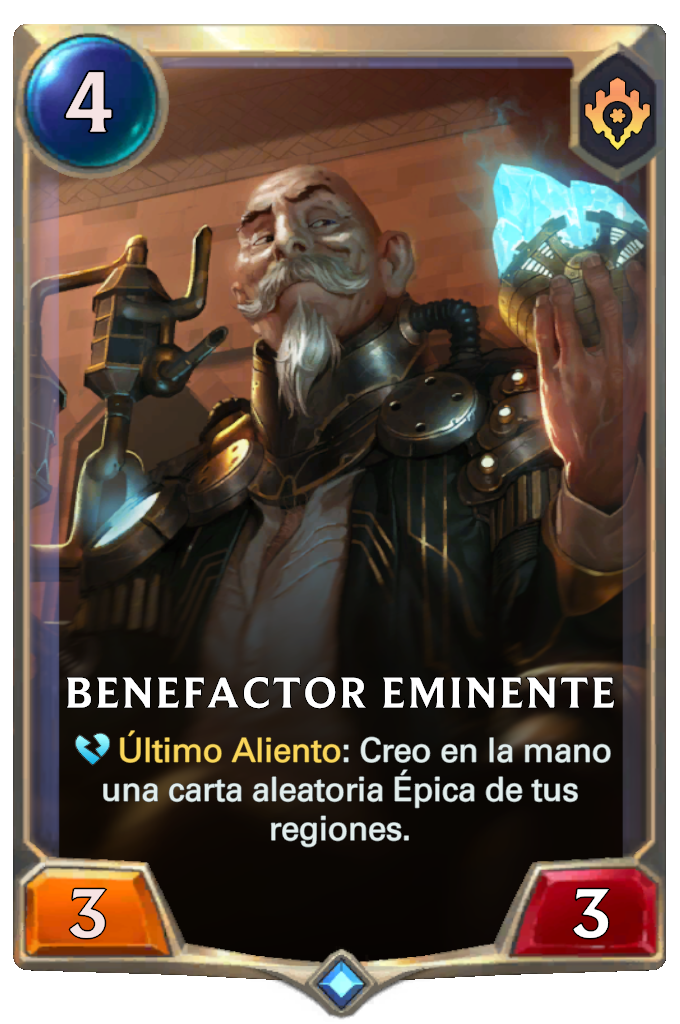 4
BENEFACTOR EMINENTE
Último Aliento: Creo en la mano
una carta aleatoria Épica de tus
regiones.
3
3